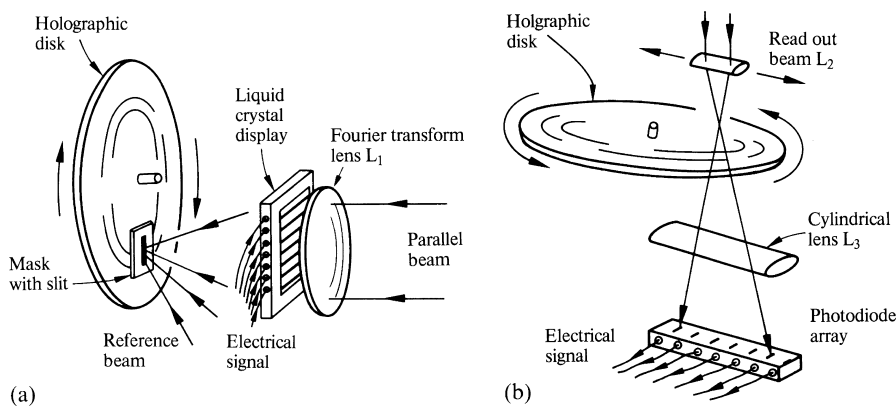 Holographic
disk
Liquid
crystal
display
Fourier transform
lens L₁
Parallel
beam
Mask
with slit
Reference
beam
Electrical
signal
(a)
Holgraphic
disk
Read out
beam L₂
Cylindrical
lens L₃
Photodiode
array
Electrical
signal
(b)